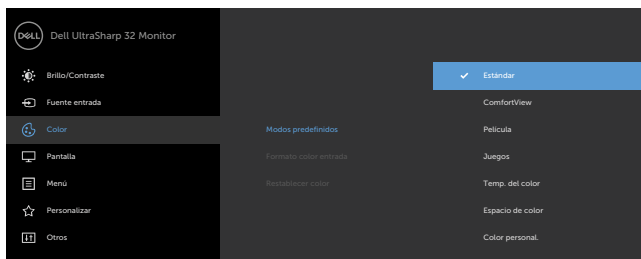 DELL Dell UltraSharp 32 Monitor
Brillo/Contraste
Estándar
Fuente entrada
ComfortView
Color
Modos predefinidos
Película
Pantalla
Formato color entrada
Juegos
Menú
Restablecer color
Temp. del color
Personalizar
Espacio de color
Otros
Color personal.